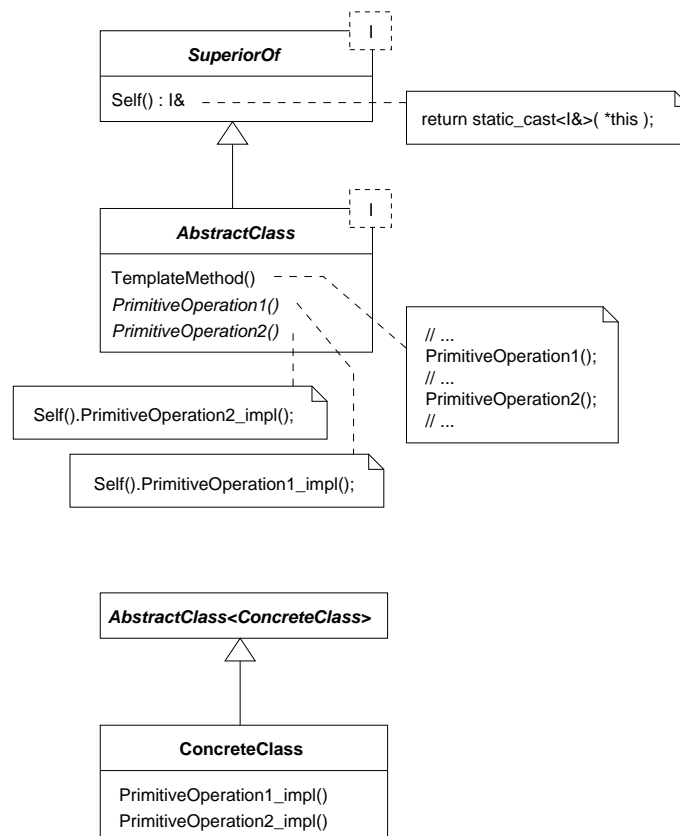 I
SuperiorOf
Self() : I&
return static_cast<I&>( *this );
I
AbstractClass
TemplateMethod()
PrimitiveOperation1()
PrimitiveOperation2()
// ...
PrimitiveOperation1();
// ...
PrimitiveOperation2();
// ...
Self().PrimitiveOperation2_impl();
Self().PrimitiveOperation1_impl();
AbstractClass<ConcreteClass>
ConcreteClass
PrimitiveOperation1_impl()
PrimitiveOperation2_impl()